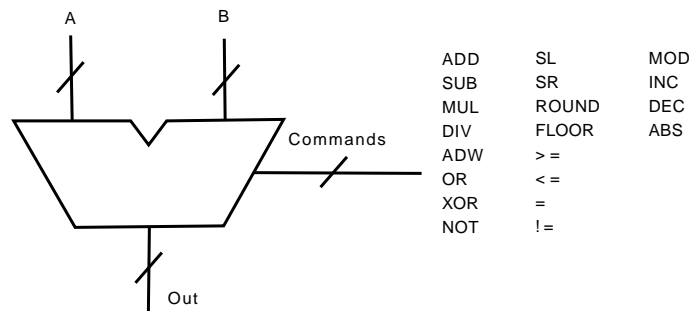 A
B
Commands
Out
ADD SL MOD
SUB SR INC
MUL ROUND DEC
DIV FLOOR ABS
ADW >=
OR <=
XOR =
NOT !=